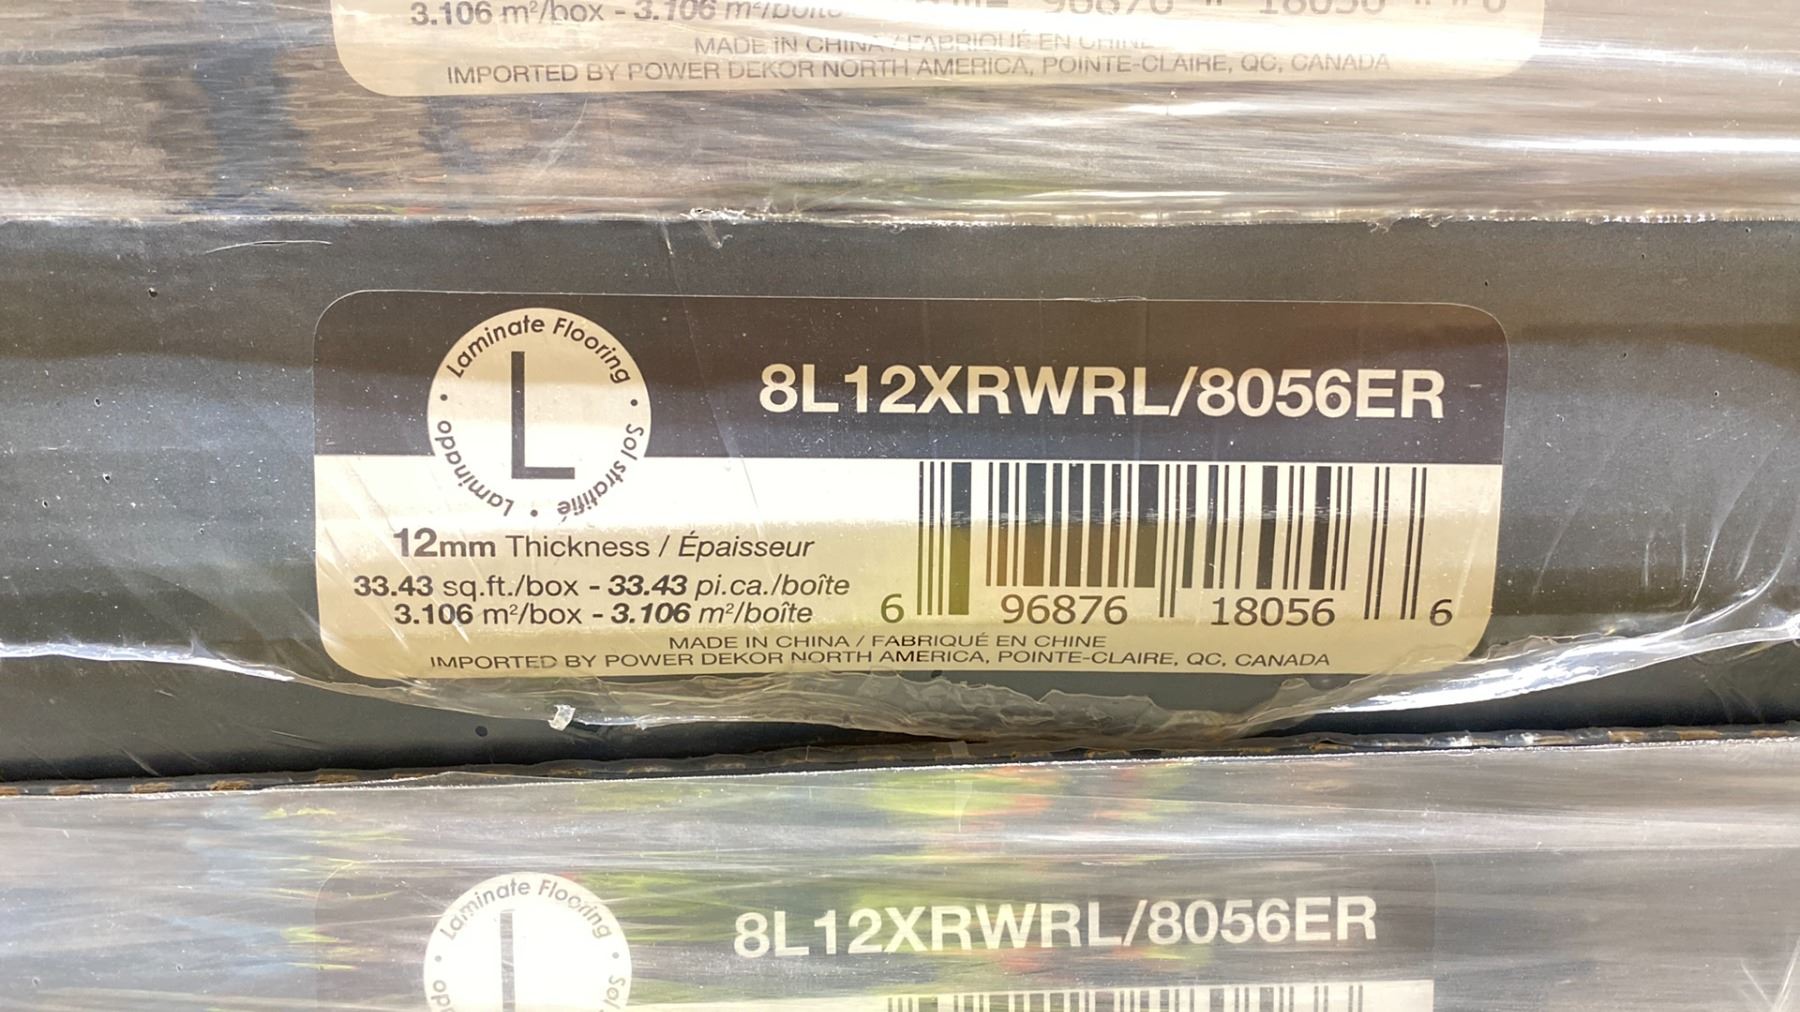 3.106 m²/box - 3.106 m²/boîte
MADE IN CHINA / FABRIQUÉ EN CHINE
IMPORTED BY POWER DEKOR NORTH AMERICA, POINTE-CLAIRE, QC, CANADA
Laminate Flooring • Sol stratifié • Laminado •
L
8L12XRWRL/8056ER
12mm Thickness / Épaisseur
33.43 sq.ft./box - 33.43 pi.ca./boîte
3.106 m²/box - 3.106 m²/boîte
6 96876 18056 6
MADE IN CHINA / FABRIQUÉ EN CHINE
IMPORTED BY POWER DEKOR NORTH AMERICA, POINTE-CLAIRE, QC, CANADA
Laminate Flooring
L
8L12XRWRL/8056ER